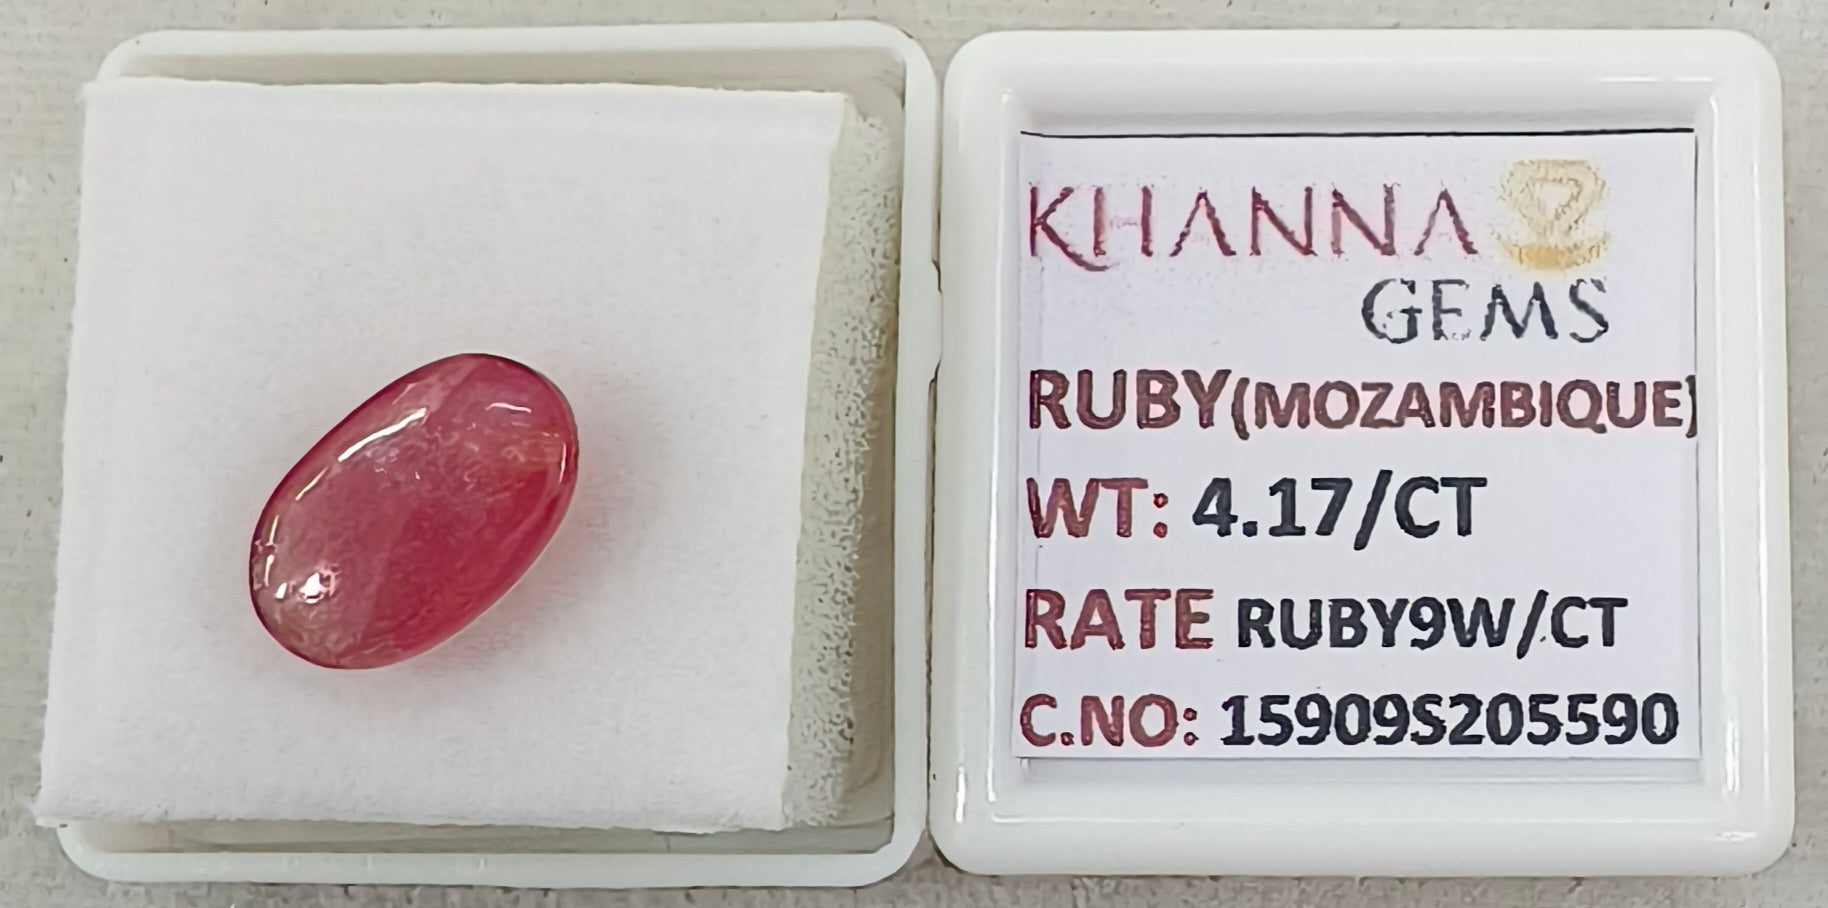 KHANNA
GEMS
RUBY(MOZAMBIQUE)
WT: 4.17/CT
RATE RUBY9W/CT
C.NO: 15909S205590